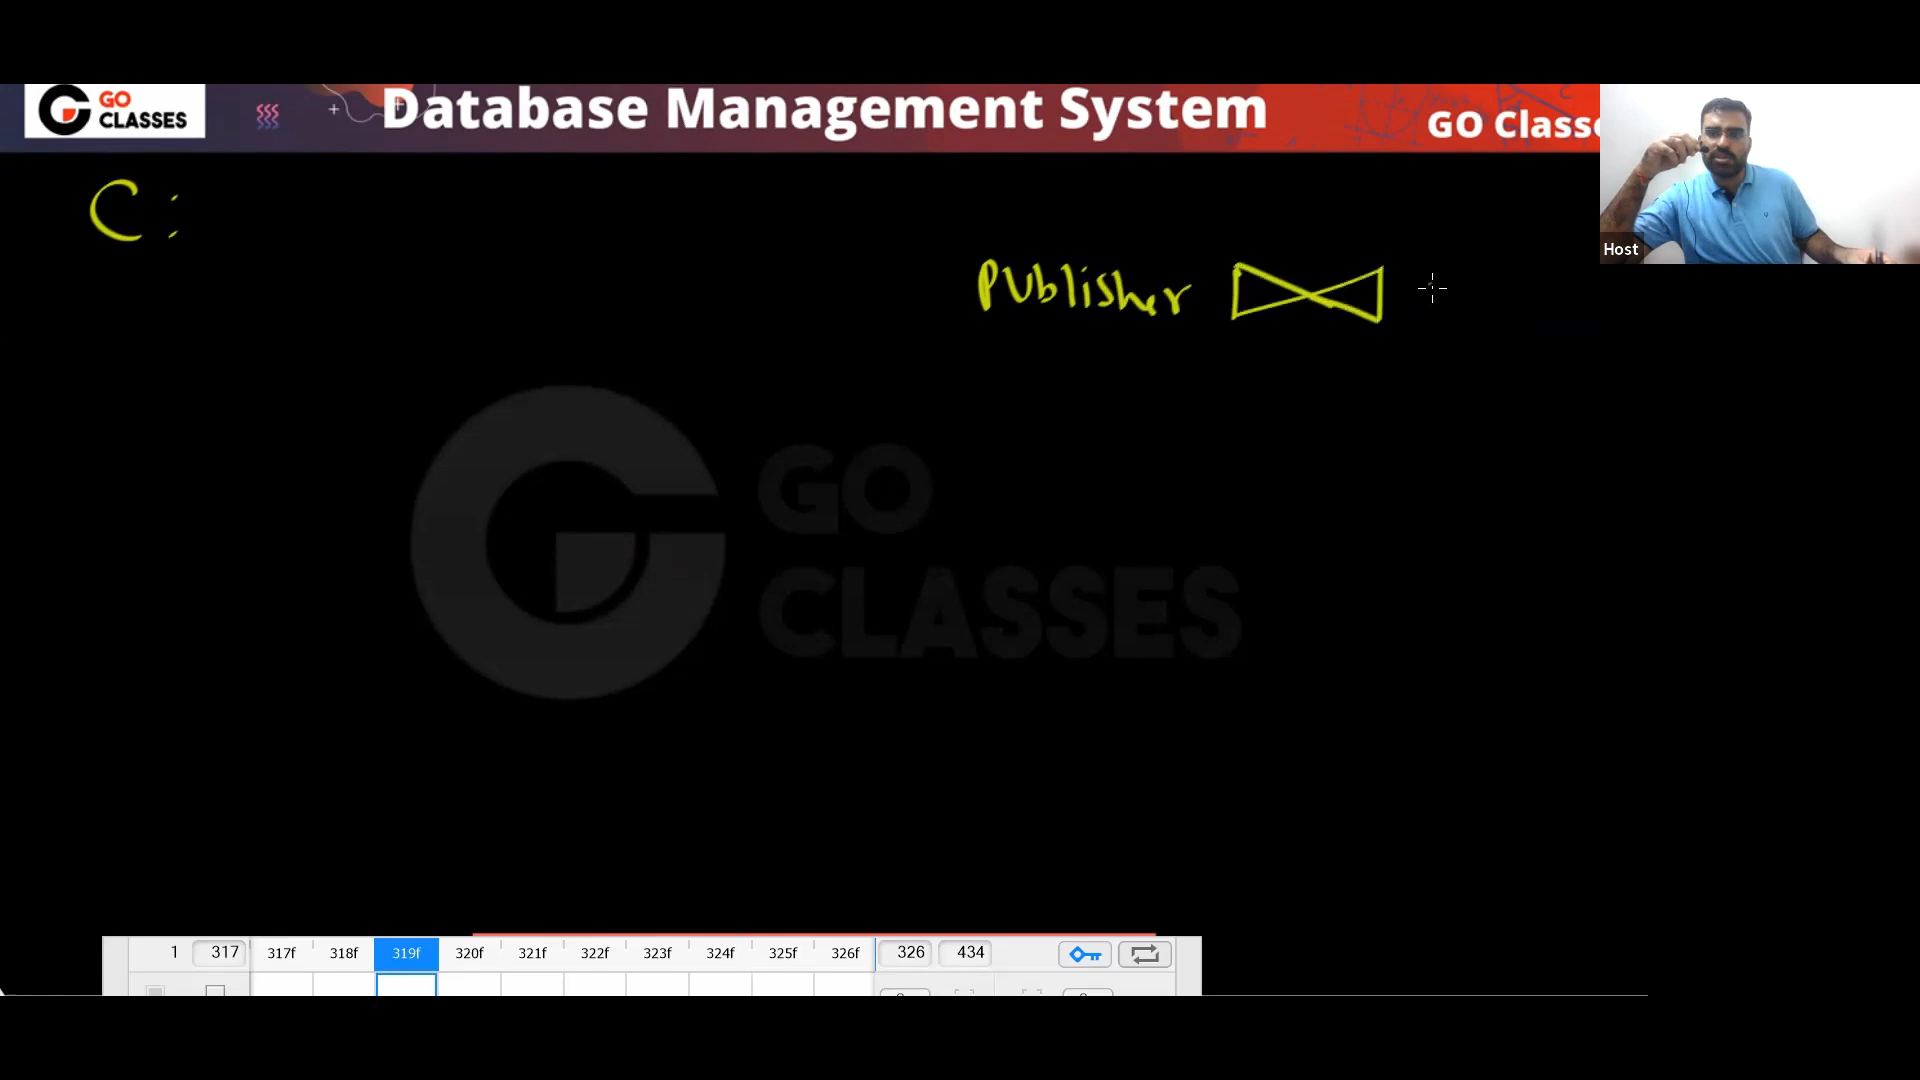 GO
CLASSES
Database Management System
GO Classe
C :
Publisher ⋈
Host
GO
CLASSES
1 317 317f 318f 319f 320f 321f 322f 323f 324f 325f 326f 326 434